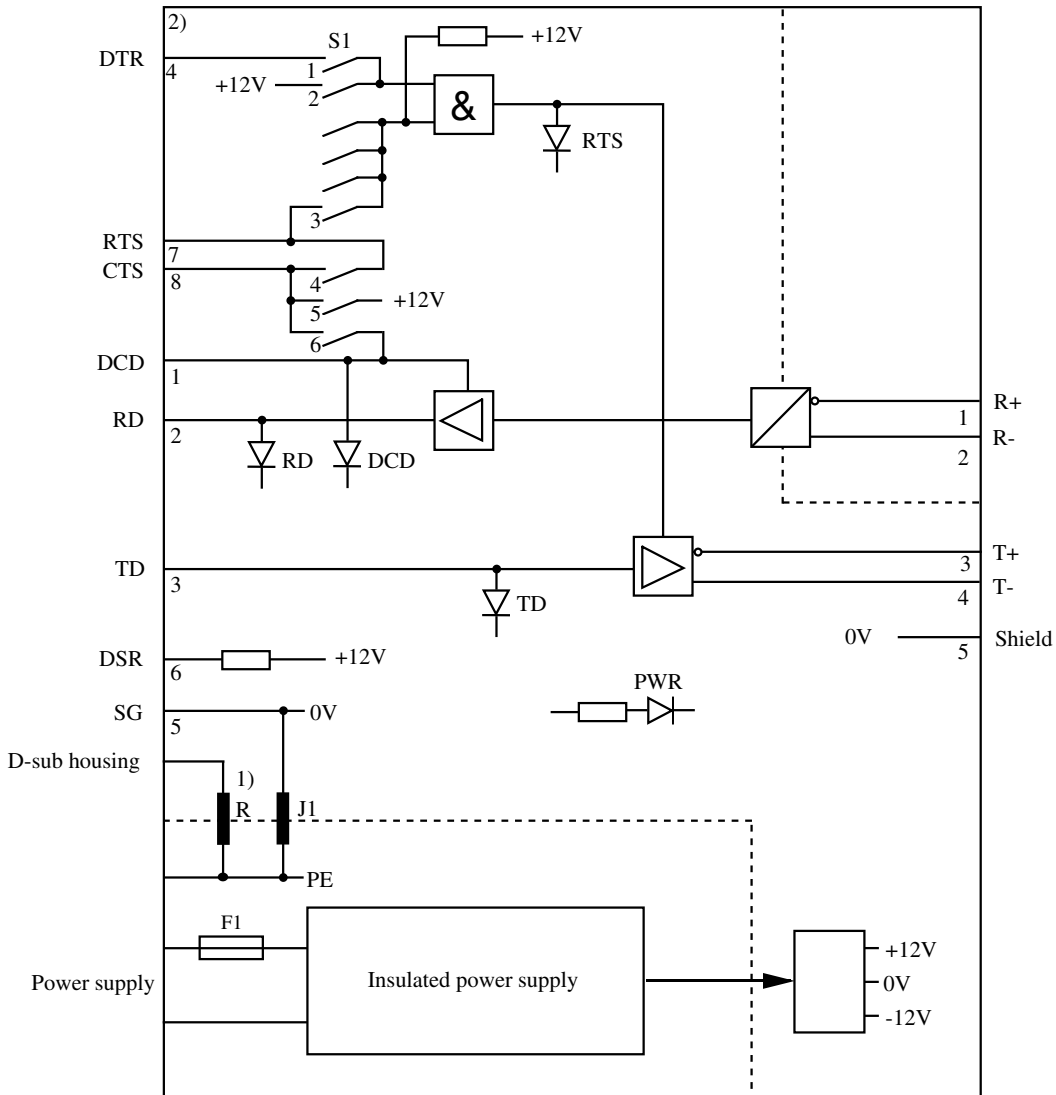 2)
S1
+12V
DTR
4
1
+12V
2
&
RTS
3
RTS
7
CTS
8
4
+12V
5
6
DCD
1
R+
1
RD
2
R-
2
RD
DCD
T+
3
TD
3
T-
4
TD
0V
Shield
5
DSR
6
+12V
PWR
SG
5
0V
D-sub housing
1)
R
J1
PE
F1
+12V
Power supply
Insulated power supply
0V
-12V